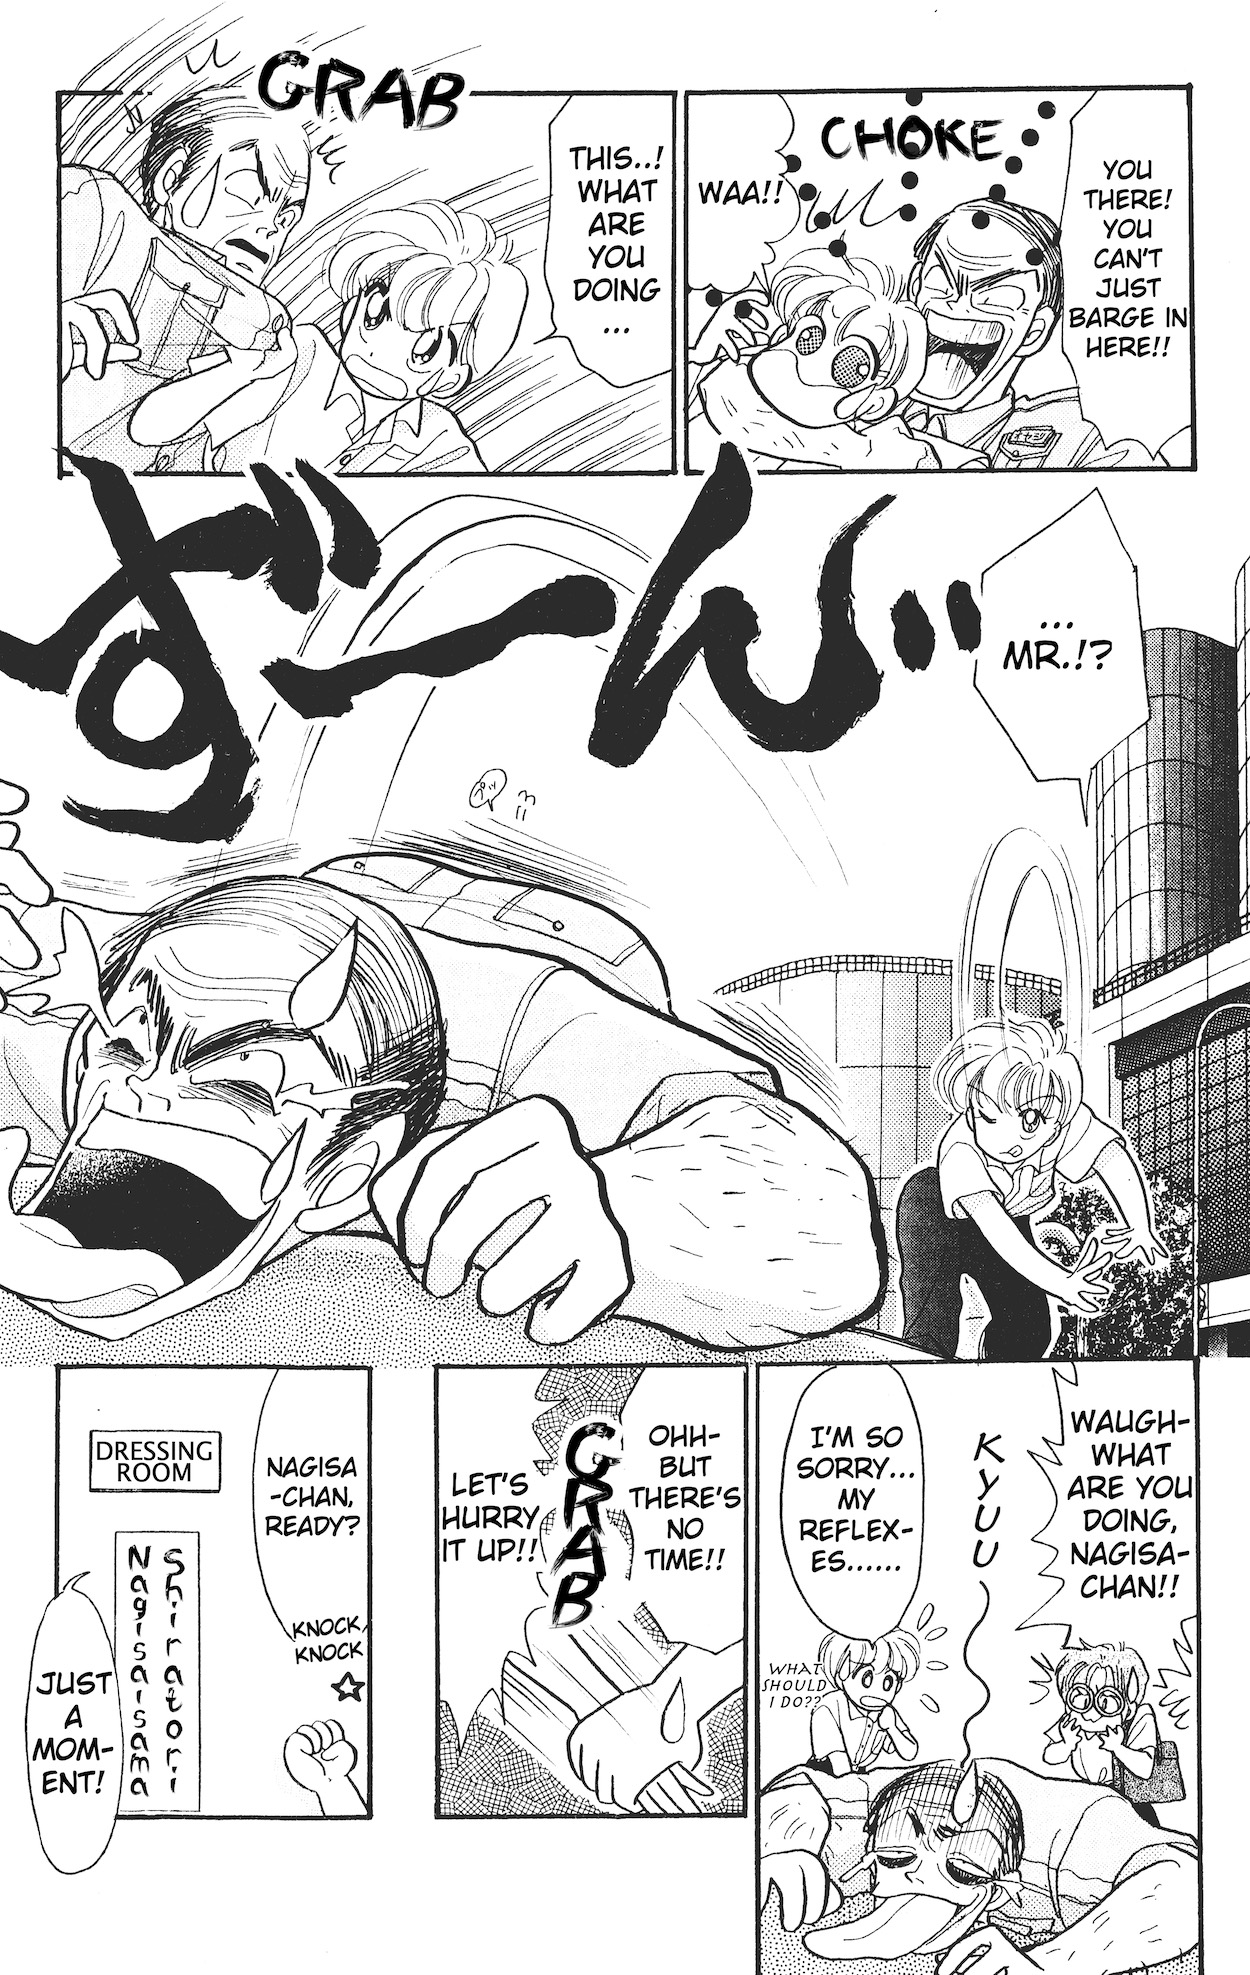 CHOKE
YOU
THERE!
YOU
CAN'T
JUST
BARGE IN
HERE!!
WAA!!
GRAB
THIS..!
WHAT
ARE
YOU
DOING
...
ずーん..
...
MR.!?
WAUGH-
WHAT
ARE YOU
DOING,
NAGISA-
CHAN!!
KYUU
I'M SO
SORRY...
MY
REFLEX-
ES......
WHAT
SHOULD
I DO??
OHH-
BUT
THERE'S
NO
TIME!!
GRAB
LET'S
HURRY
IT UP!!
NAGISA
-CHAN,
READY?
KNOCK
KNOCK
DRESSING
ROOM
Shiratori
Nagisaisama
JUST
A
MOM-
ENT!